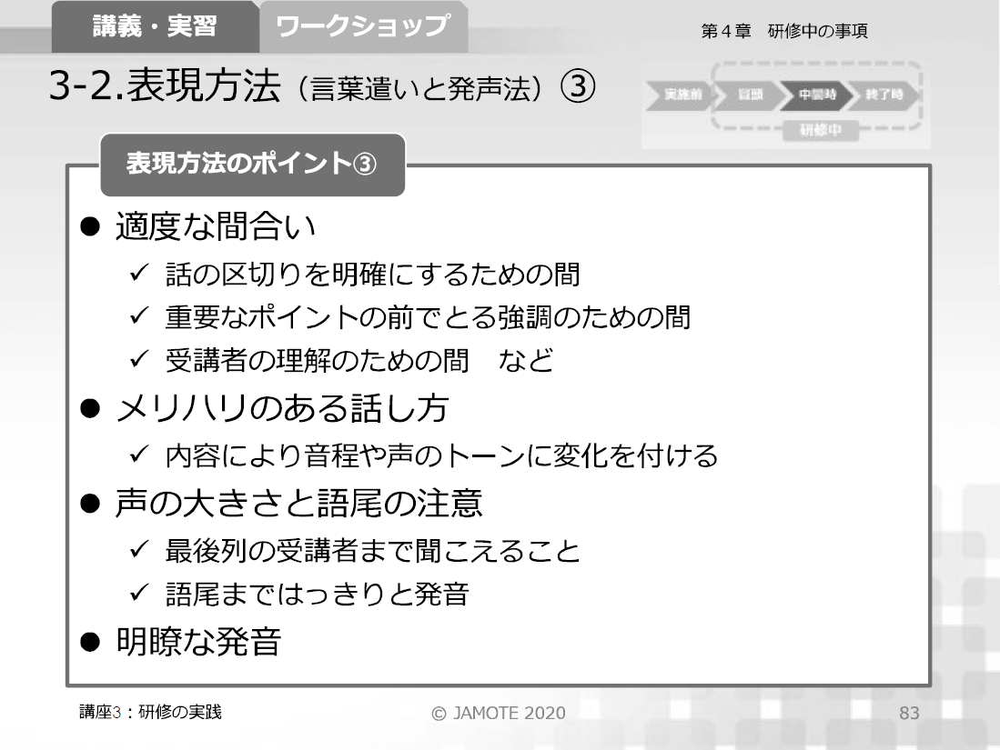 講義・実習
ワークショップ
第４章　研修中の事項
3-2.表現方法（言葉遣いと発声法）③
実施前
冒頭
中間時
終了時
研修中
表現方法のポイント③
● 適度な間合い
✓ 話の区切りを明確にするための間
✓ 重要なポイントの前でとる強調のための間
✓ 受講者の理解のための間　など
● メリハリのある話し方
✓ 内容により音程や声のトーンに変化を付ける
● 声の大きさと語尾の注意
✓ 最後列の受講者まで聞こえること
✓ 語尾まではっきりと発音
● 明瞭な発音
講座3：研修の実践
© JAMOTE 2020
83